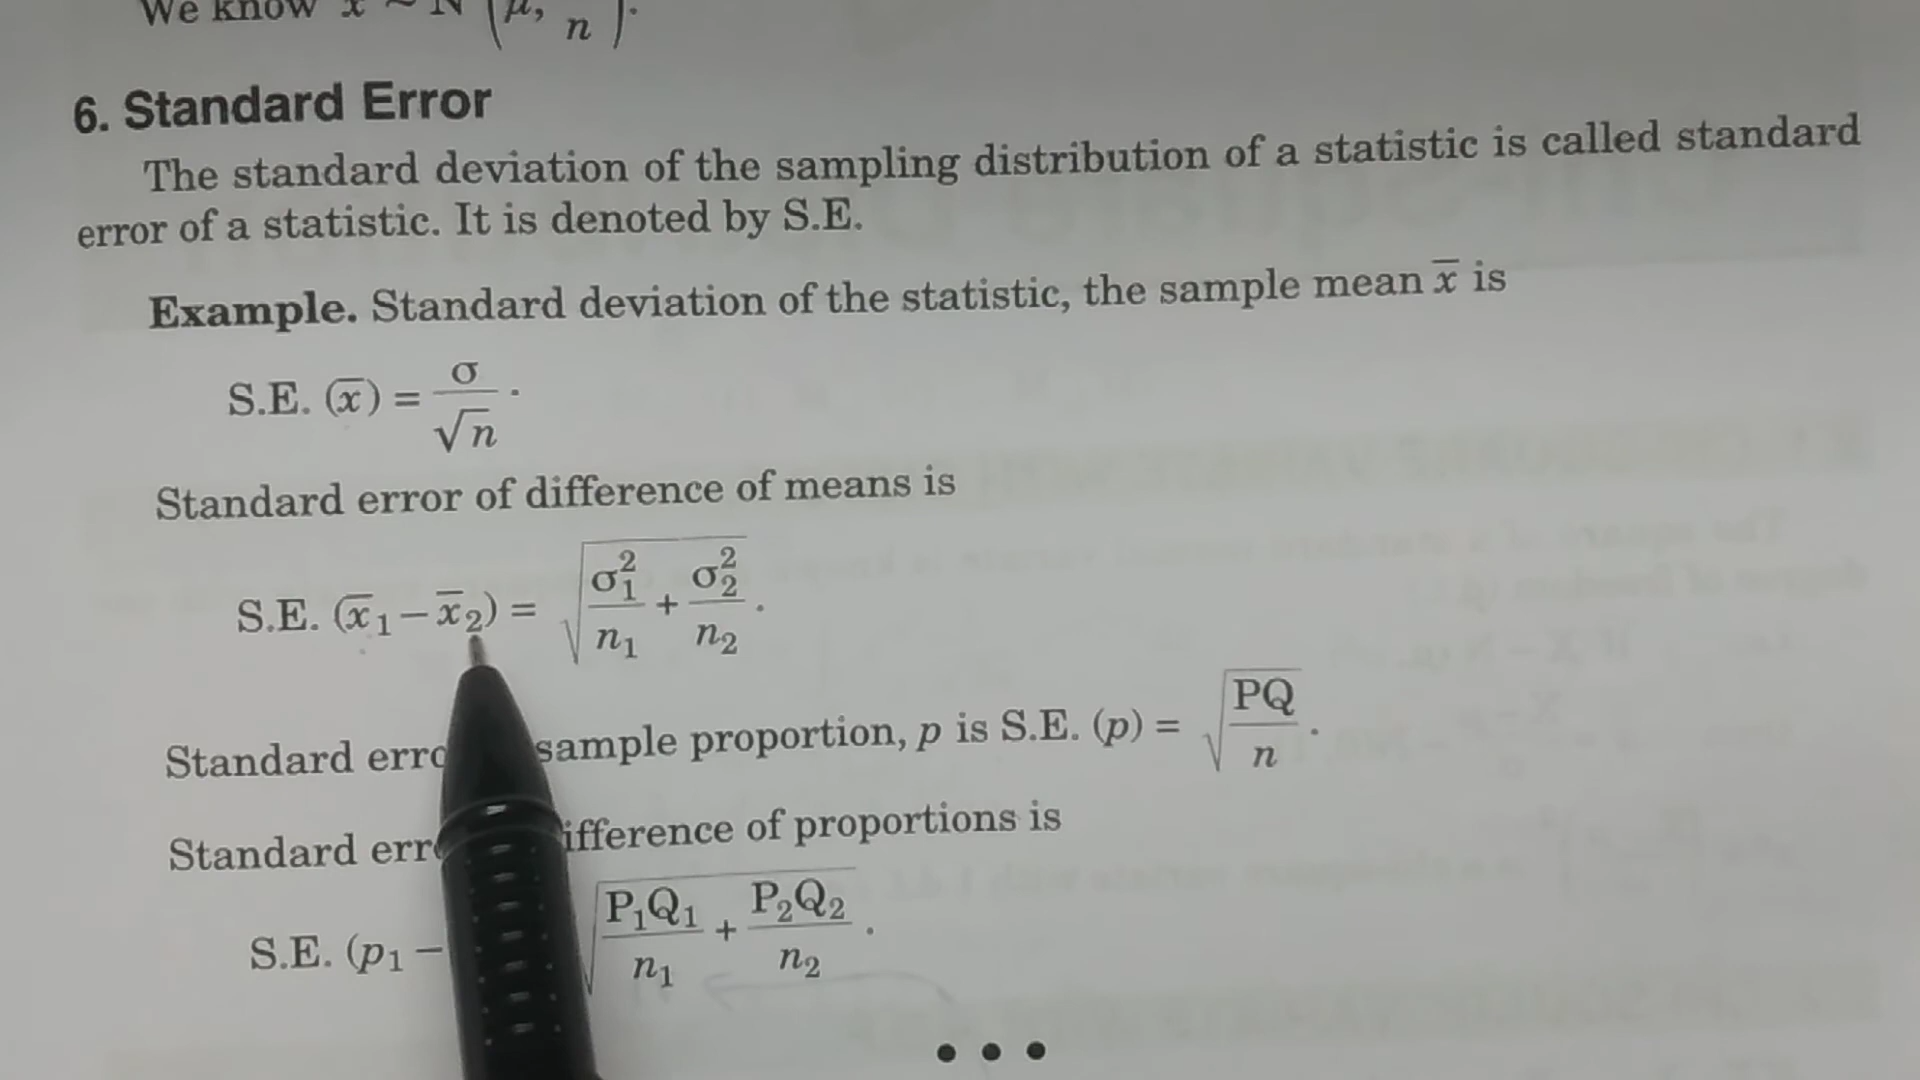 We know x̄ ~ N (μ, n).
6. Standard Error
The standard deviation of the sampling distribution of a statistic is called standard
error of a statistic. It is denoted by S.E.
Example. Standard deviation of the statistic, the sample mean x̄ is
S.E. (x̄) = σ / √n .
Standard error of difference of means is
S.E. (x̄₁ – x̄₂) = √(σ₁²/n₁ + σ₂²/n₂) .
Standard sample proportion, p is S.E. (p) = √(PQ/n) .
Standard of proportions is
S.E. (p₁ – √(P₁Q₁/n₁ + P₂Q₂/n₂) .
• • •